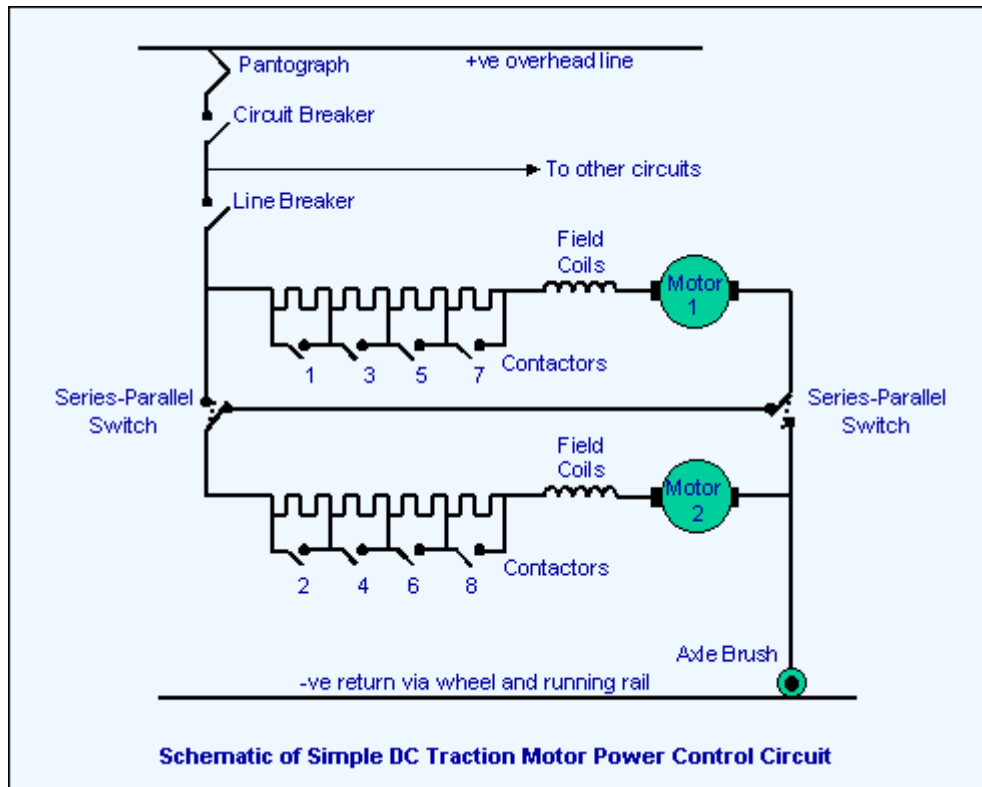 Pantograph
+ve overhead line
Circuit Breaker
To other circuits
Line Breaker
Field
Coils
Motor
1
1 3 5 7
Contactors
Series-Parallel
Switch
Series-Parallel
Switch
Field
Coils
Motor
2
2 4 6 8
Contactors
Axle Brush
-ve return via wheel and running rail
Schematic of Simple DC Traction Motor Power Control Circuit